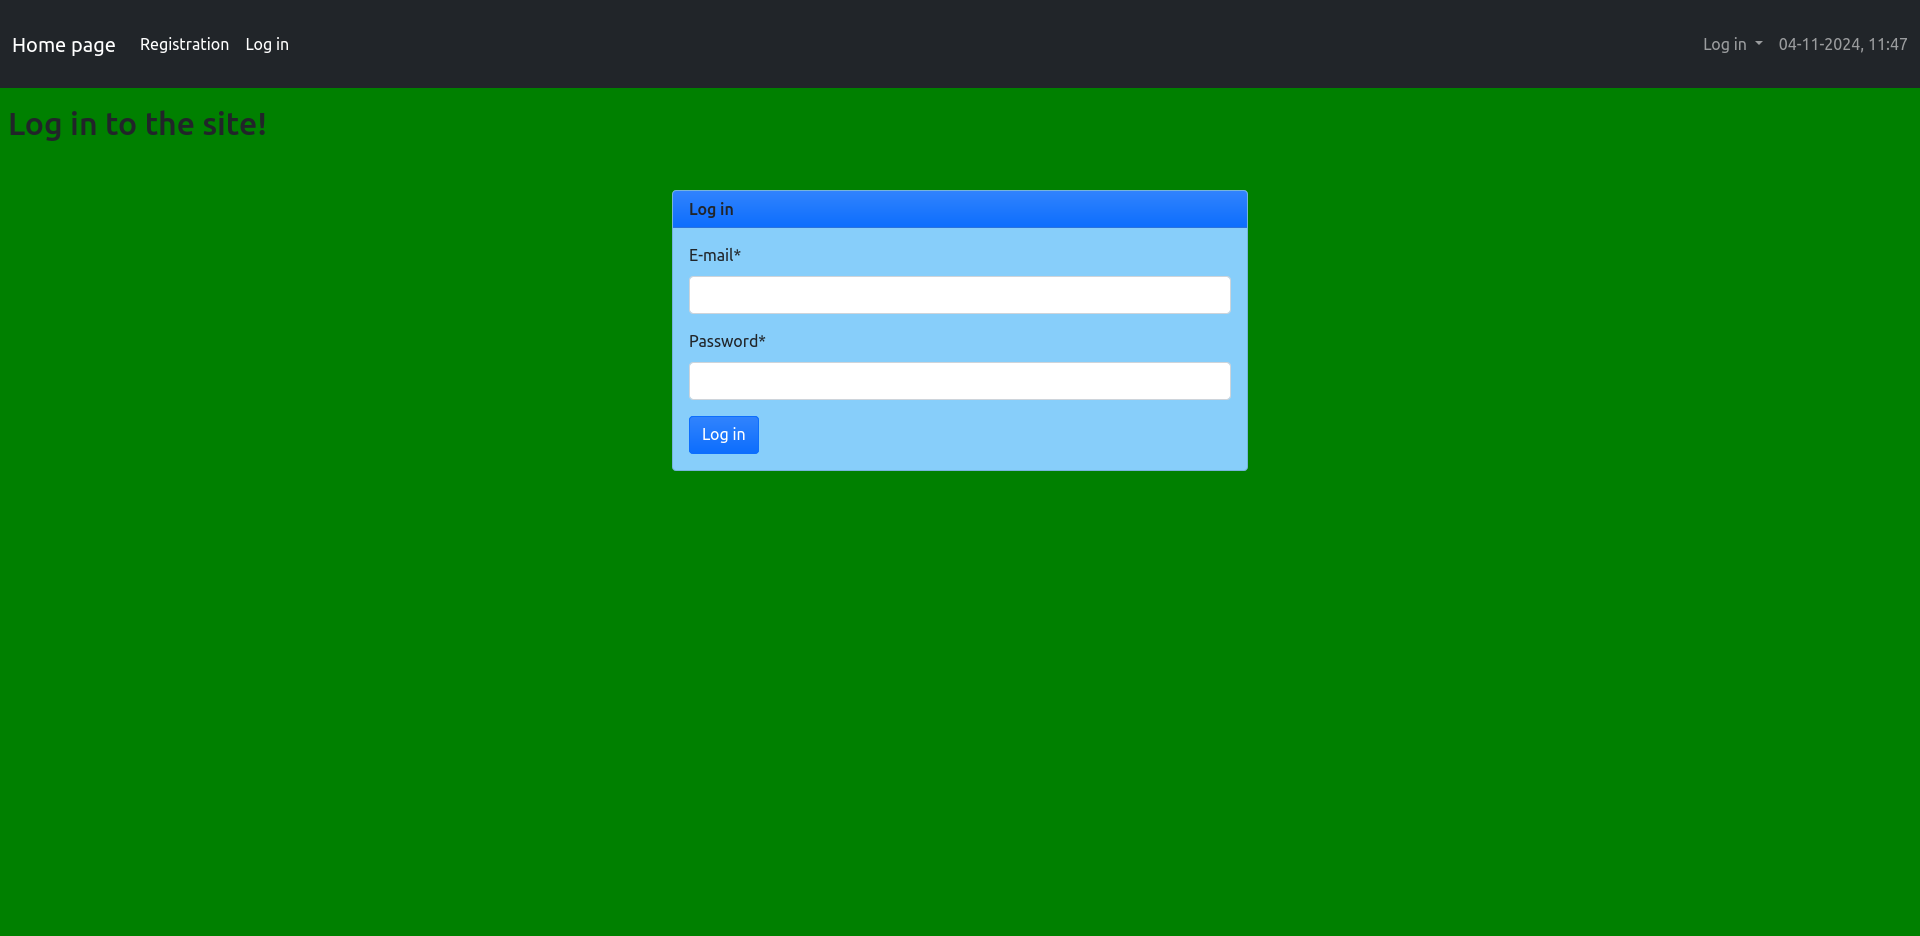 Home page Registration Log in Log in 04-11-2024, 11:47
Log in to the site!
Log in
E-mail*
Password*
Log in